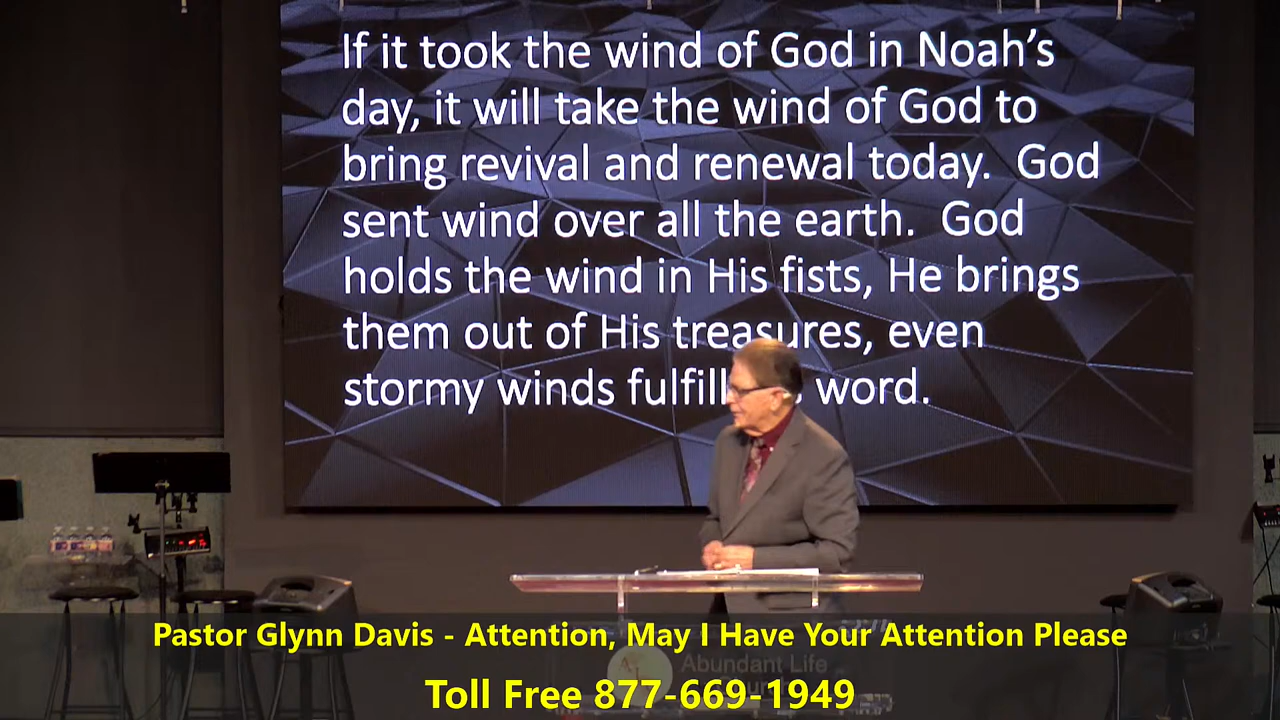 If it took the wind of God in Noah's
day, it will take the wind of God to
bring revival and renewal today.  God
sent wind over all the earth.  God
holds the wind in His fists, He brings
them out of His treasures, even
stormy winds fulfill word.
Pastor Glynn Davis - Attention, May I Have Your Attention Please
Abundant Life
Toll Free 877-669-1949